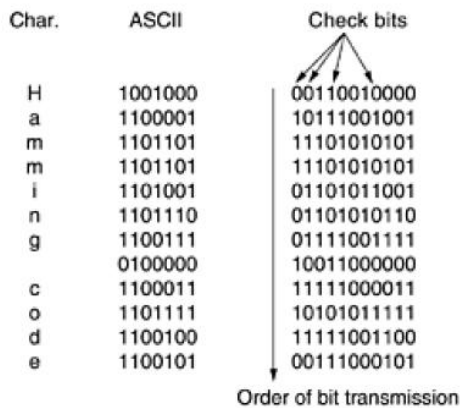 Char. ASCII Check bits
H 1001000 00110010000
a 1100001 10111001001
m 1101101 11101010101
m 1101101 11101010101
i 1101001 01101011001
n 1101110 01101010110
g 1100111 01111001111
0100000 10011000000
c 1100011 11111000011
o 1101111 10101011111
d 1100100 11111001100
e 1100101 00111000101
Order of bit transmission